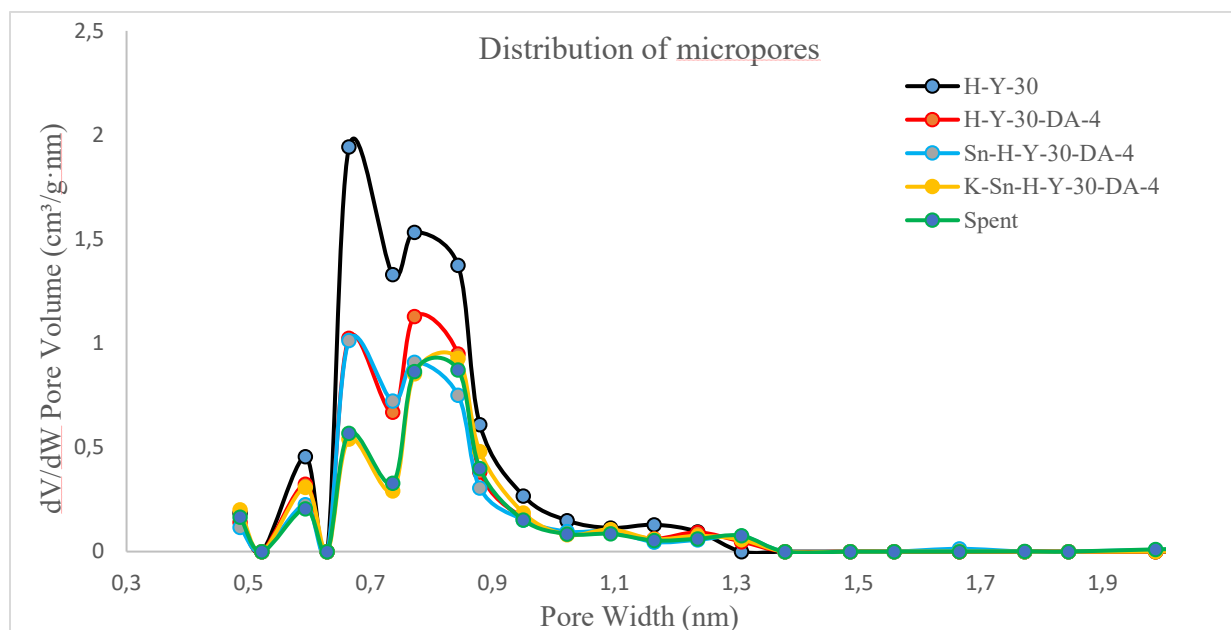 Distribution of micropores
2,5
2
1,5
1
0,5
0
dV/dW Pore Volume (cm³/g·nm)
H-Y-30
H-Y-30-DA-4
Sn-H-Y-30-DA-4
K-Sn-H-Y-30-DA-4
Spent
0,3 0,5 0,7 0,9 1,1 1,3 1,5 1,7 1,9
Pore Width (nm)